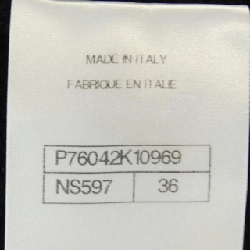 MADE IN ITALY
FABRIQUE EN ITALIE
P76042K10969
NS597 36